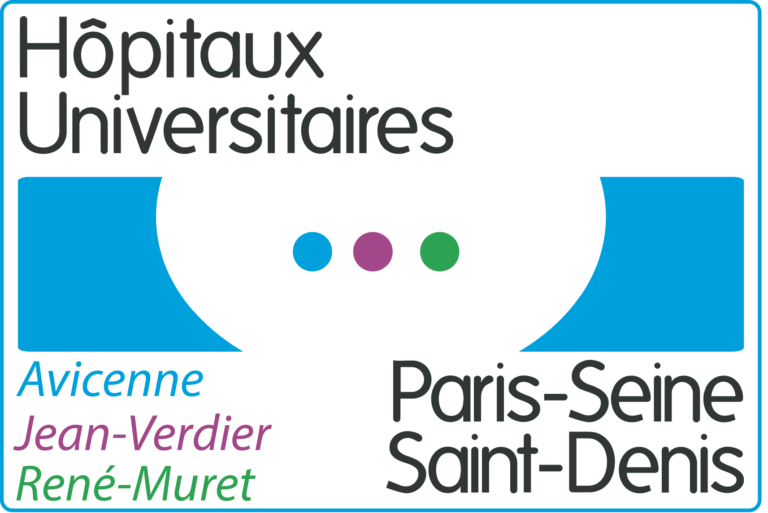 Hôpitaux
Universitaires
Avicenne
Jean-Verdier
René-Muret
Paris-Seine
Saint-Denis